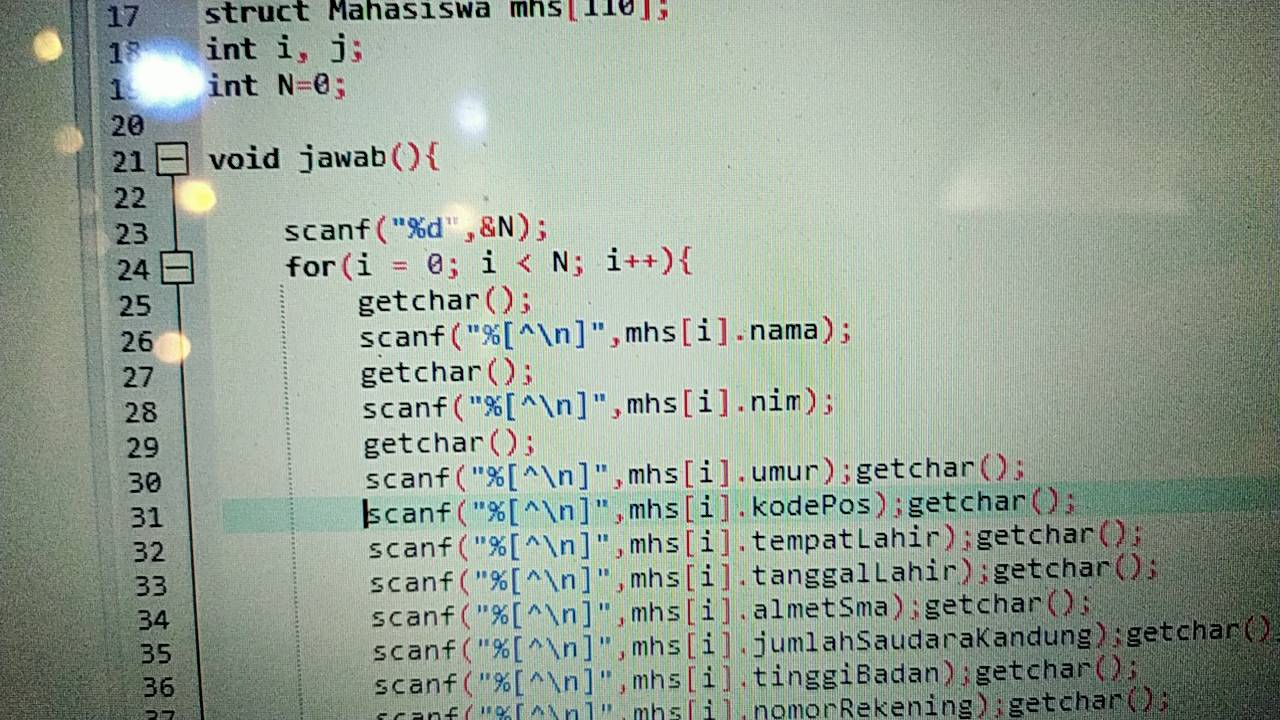 17 struct Mahasiswa mhs[110];
18 int i, j;
19 int N=0;
20
21 void jawab(){
22
23 scanf("%d",&N);
24 for(i = 0; i < N; i++){
25 getchar();
26 scanf("%[^\n]",mhs[i].nama);
27 getchar();
28 scanf("%[^\n]",mhs[i].nim);
29 getchar();
30 scanf("%[^\n]",mhs[i].umur);getchar();
31 scanf("%[^\n]",mhs[i].kodePos);getchar();
32 scanf("%[^\n]",mhs[i].tempatLahir);getchar();
33 scanf("%[^\n]",mhs[i].tanggalLahir);getchar();
34 scanf("%[^\n]",mhs[i].almetSma);getchar();
35 scanf("%[^\n]",mhs[i].jumlahSaudaraKandung);getchar()
36 scanf("%[^\n]",mhs[i].tinggiBadan);getchar();
37 scanf("%[^\n]",mhs[i].nomorRekening);getchar();